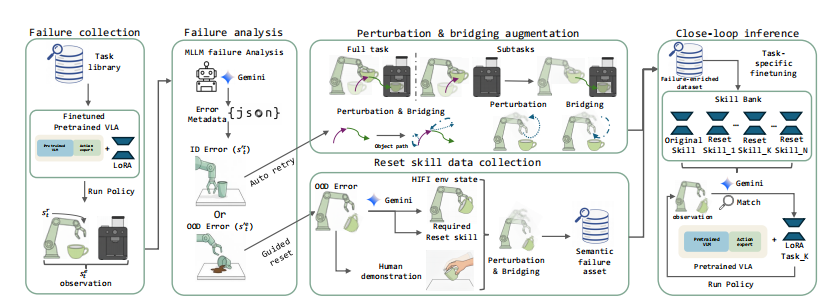 Failure collection
Task
library
Finetuned
Pretrained VLA
Pretrained
VLM
Action
expert
+
LoRA
Run Policy
observation
Failure analysis
MLLM failure Analysis
Gemini
Error
Metadata
{json}
ID Error
Or
OOD Error
Auto retry
Guided
reset
Perturbation & bridging augmentation
Full task
Subtasks
Perturbation & Bridging
Object path
Perturbation
Bridging
Reset skill data collection
OOD Error
Gemini
HIFI env state
Required
Reset skill
Human
demonstration
Perturbation
& Bridging
Semantic
failure
asset
Close-loop inference
Failure-enriched
dataset
Task-
specific
finetuning
Skill Bank
Original
Skill
Reset
Skill_1
Reset
Skill_K
Reset
Skill_N
Gemini
Match
observation
Pretrained
VLM
Action
expert
+
LoRA
Task_K
Pretrained VLA
Run Policy